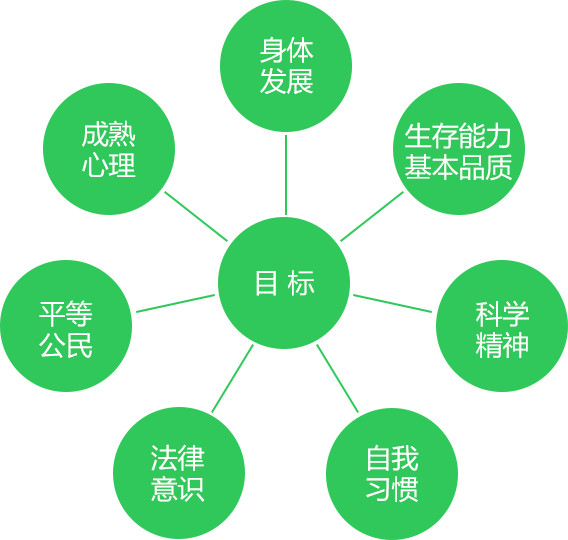 身体
发展
生存能力
基本品质
科学
精神
自我
习惯
法律
意识
平等
公民
成熟
心理
目标